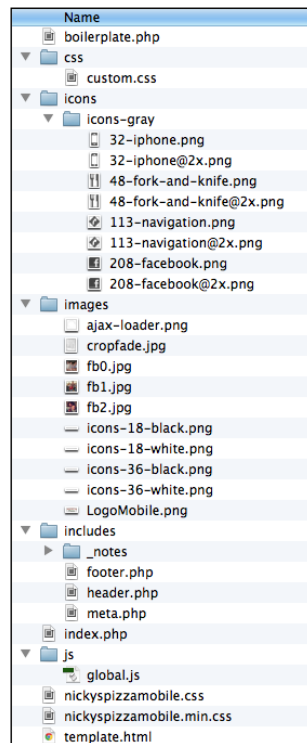 Name
boilerplate.php
css
custom.css
icons
icons-gray
32-iphone.png
32-iphone@2x.png
48-fork-and-knife.png
48-fork-and-knife@2x.png
113-navigation.png
113-navigation@2x.png
208-facebook.png
208-facebook@2x.png
images
ajax-loader.png
cropfade.jpg
fb0.jpg
fb1.jpg
fb2.jpg
icons-18-black.png
icons-18-white.png
icons-36-black.png
icons-36-white.png
LogoMobile.png
includes
_notes
footer.php
header.php
meta.php
index.php
js
global.js
nickyspizzamobile.css
nickyspizzamobile.min.css
template.html